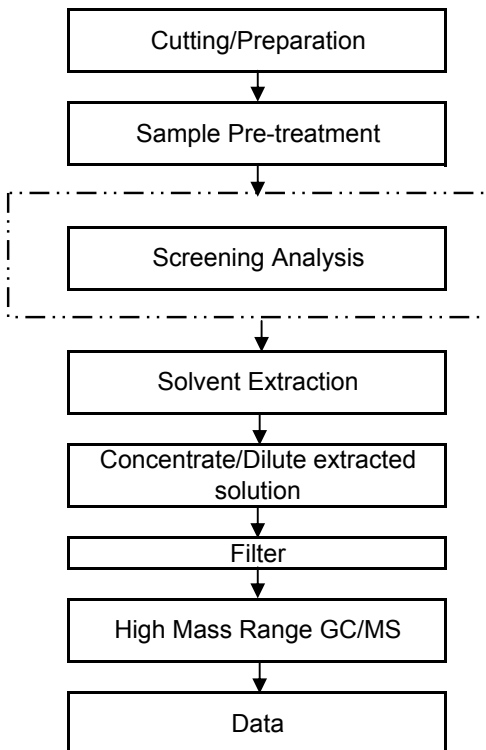 Cutting/Preparation
Sample Pre-treatment
Screening Analysis
Solvent Extraction
Concentrate/Dilute extracted
solution
Filter
High Mass Range GC/MS
Data